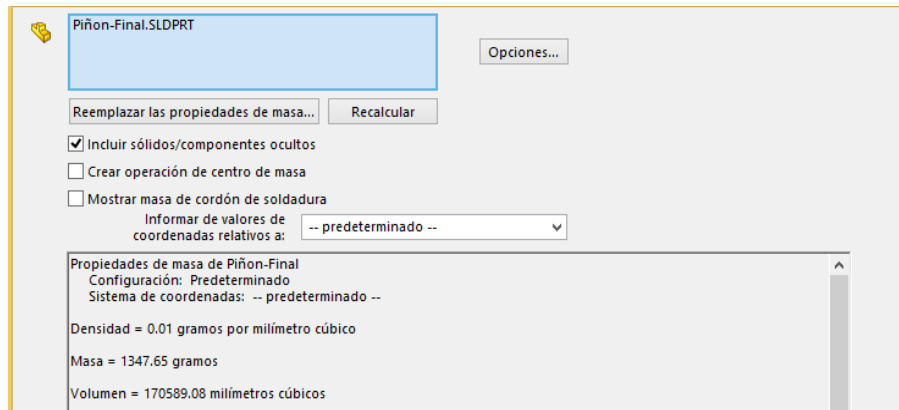 Piñon-Final.SLDPRT
Opciones...
Reemplazar las propiedades de masa...
Recalcular
Incluir sólidos/componentes ocultos
Crear operación de centro de masa
Mostrar masa de cordón de soldadura
Informar de valores de
coordenadas relativos a:
-- predeterminado --
Propiedades de masa de Piñon-Final
Configuración: Predeterminado
Sistema de coordenadas: -- predeterminado --
Densidad = 0.01 gramos por milímetro cúbico
Masa = 1347.65 gramos
Volumen = 170589.08 milímetros cúbicos